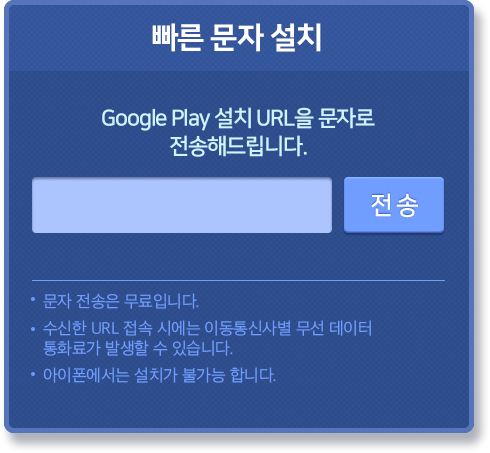 빠른 문자 설치
Google Play 설치 URL을 문자로
전송해드립니다.
전송
• 문자 전송은 무료입니다.
• 수신한 URL 접속 시에는 이동통신사별 무선 데이터
통화료가 발생할 수 있습니다.
• 아이폰에서는 설치가 불가능 합니다.